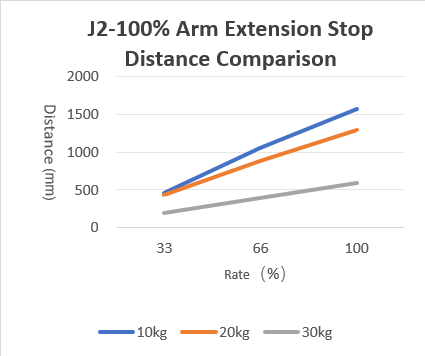 J2-100% Arm Extension Stop
Distance Comparison
2000
1500
1000
500
0
Distance (mm)
33 66 100
Rate （%）
10kg 20kg 30kg